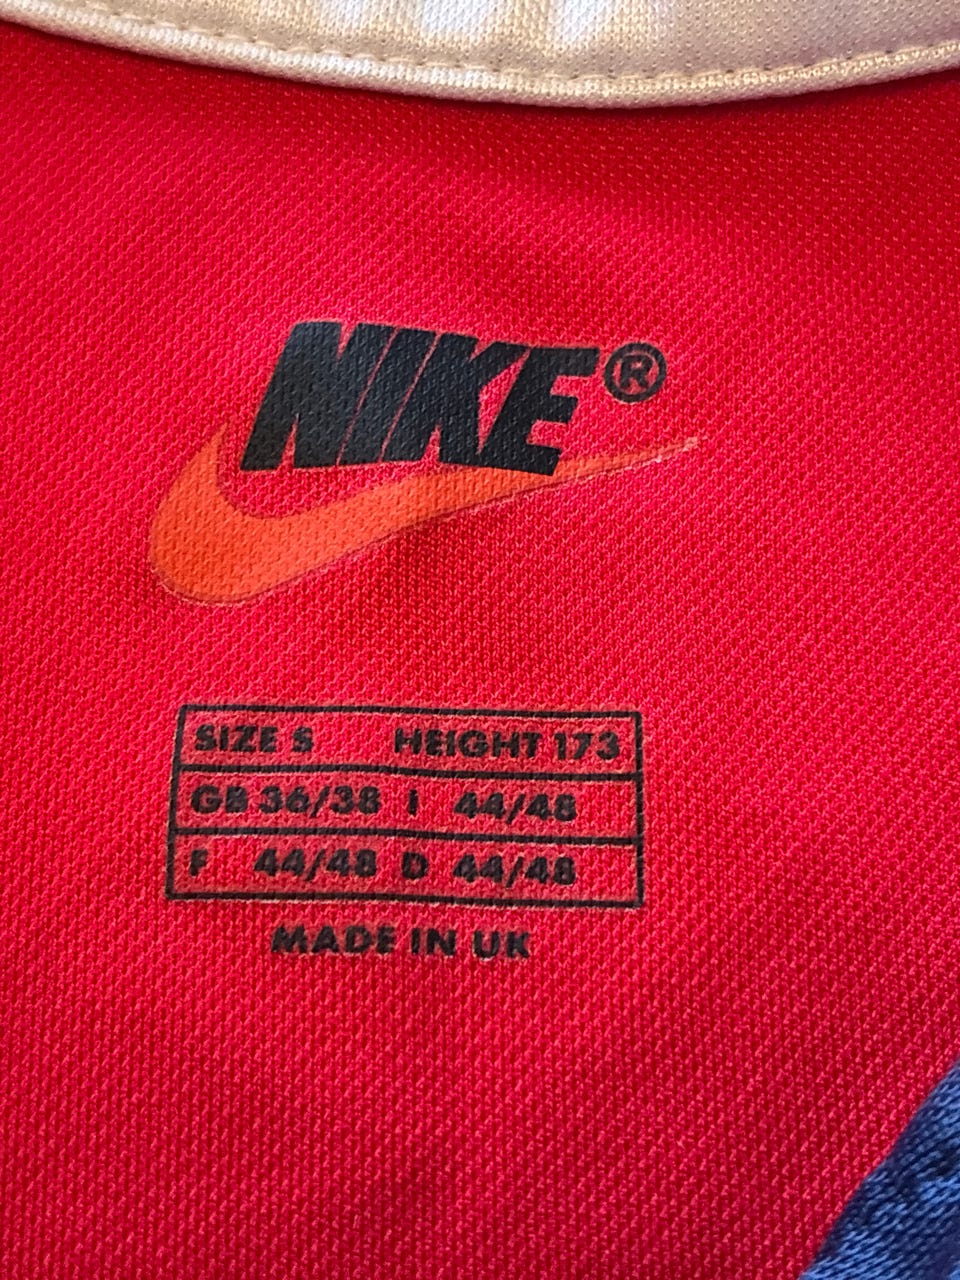 NIKE®
SIZE S HEIGHT 173
GB 36/38 I 44/48
F 44/48 D 44/48
MADE IN UK